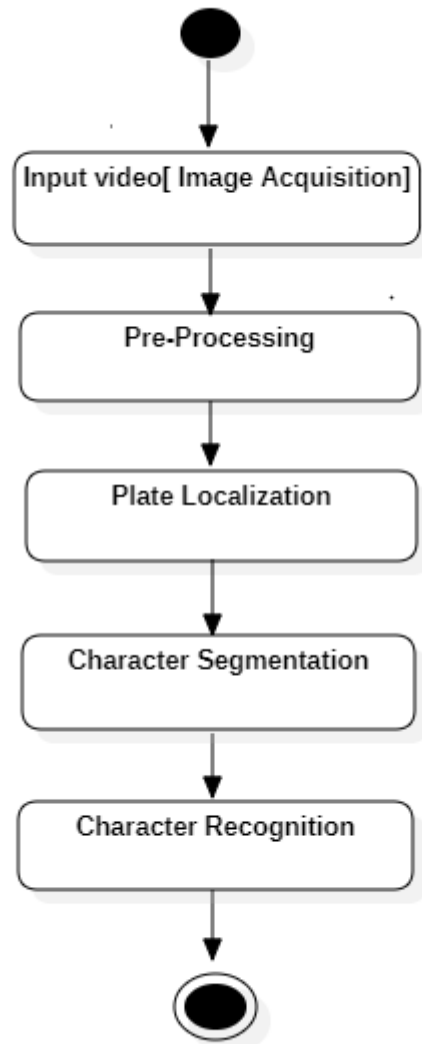 Input video[ Image Acquisition]
Pre-Processing
Plate Localization
Character Segmentation
Character Recognition